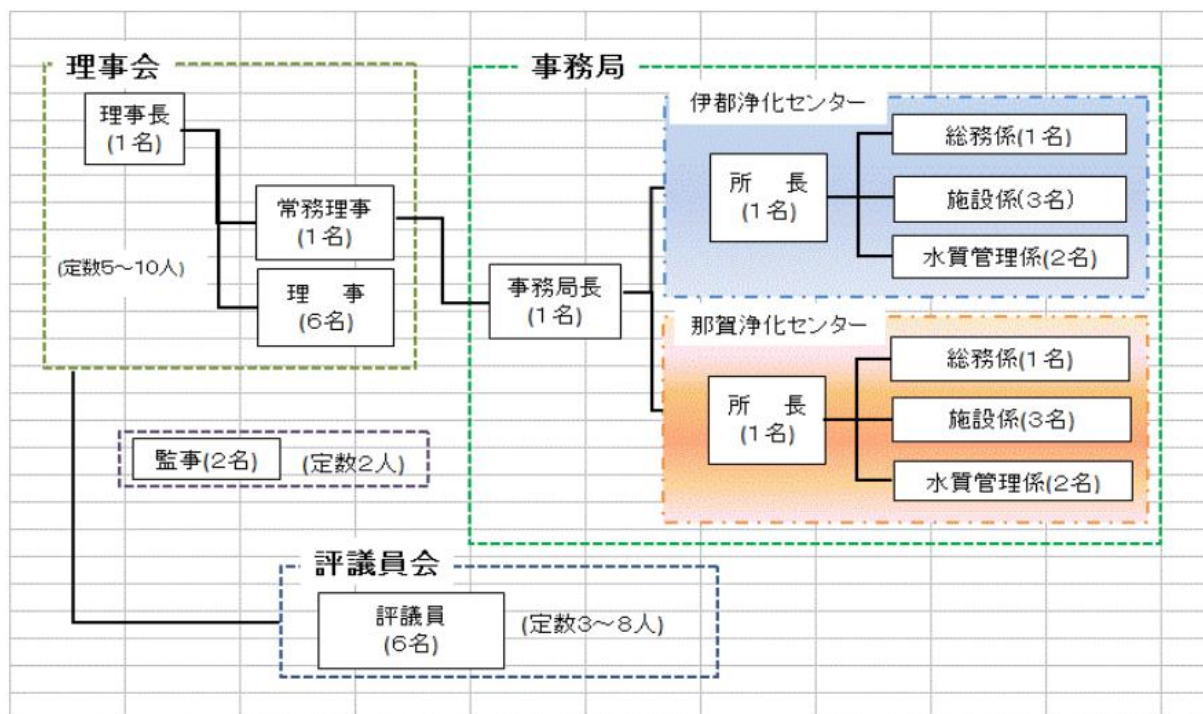 理事会
理事長
(1名)
常務理事
(1名)
(定数5～10人)
理　事
(6名)
事務局
事務局長
(1名)
伊都浄化センター
所　長
(1名)
総務係(1名)
施設係(3名)
水質管理係(2名)
那賀浄化センター
所　長
(1名)
総務係(1名)
施設係(3名)
水質管理係(2名)
監事(2名)
(定数2人)
評議員会
評議員
(6名)
(定数3～8人)